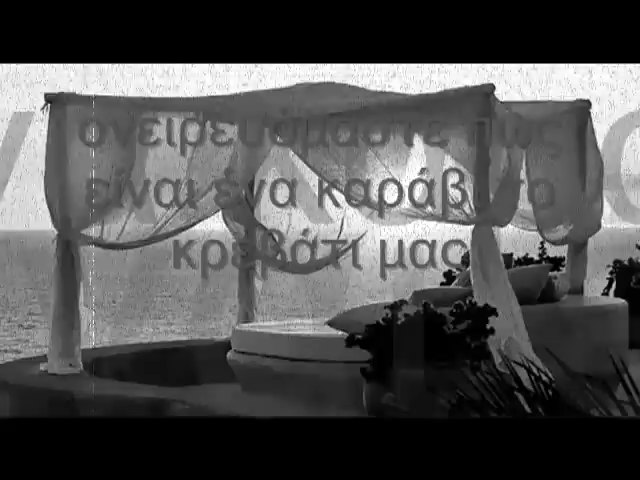 ονειρευόμαστε πως
είναι ένα καράβι το
κρεβάτι μας